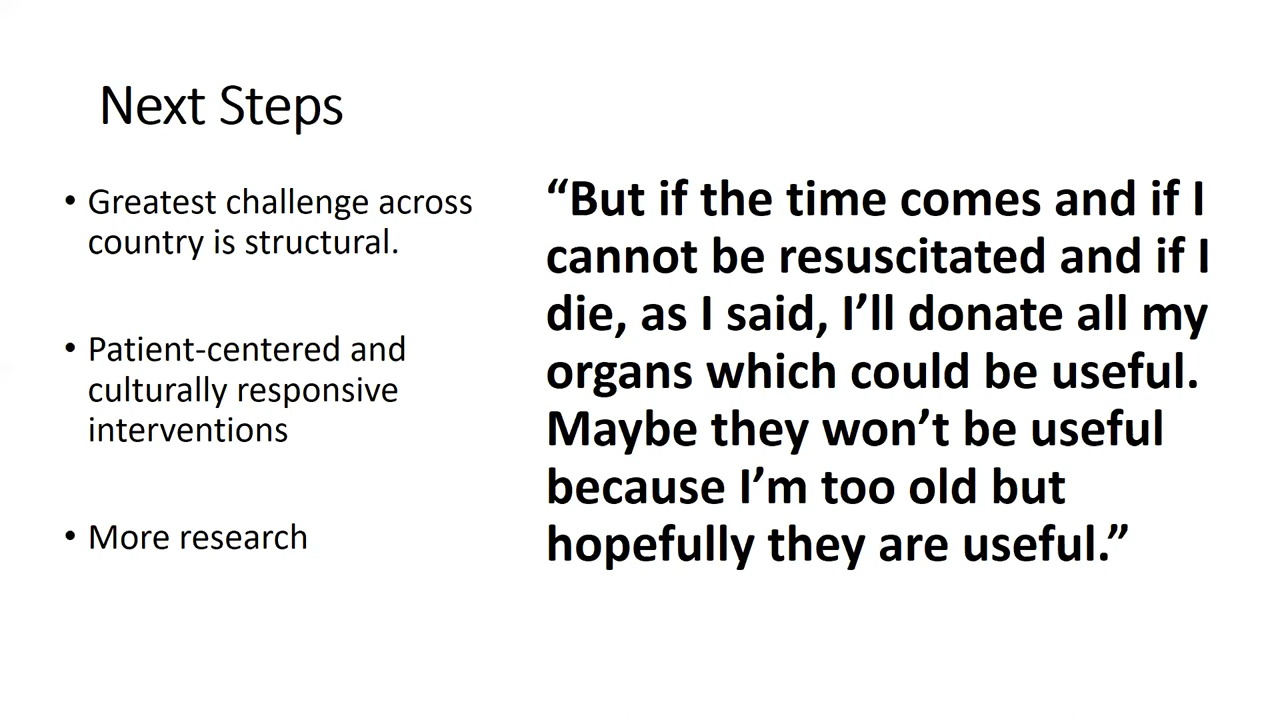 Next Steps
• Greatest challenge across
country is structural.
• Patient-centered and
culturally responsive
interventions
• More research
“But if the time comes and if I
cannot be resuscitated and if I
die, as I said, I’ll donate all my
organs which could be useful.
Maybe they won’t be useful
because I’m too old but
hopefully they are useful.”